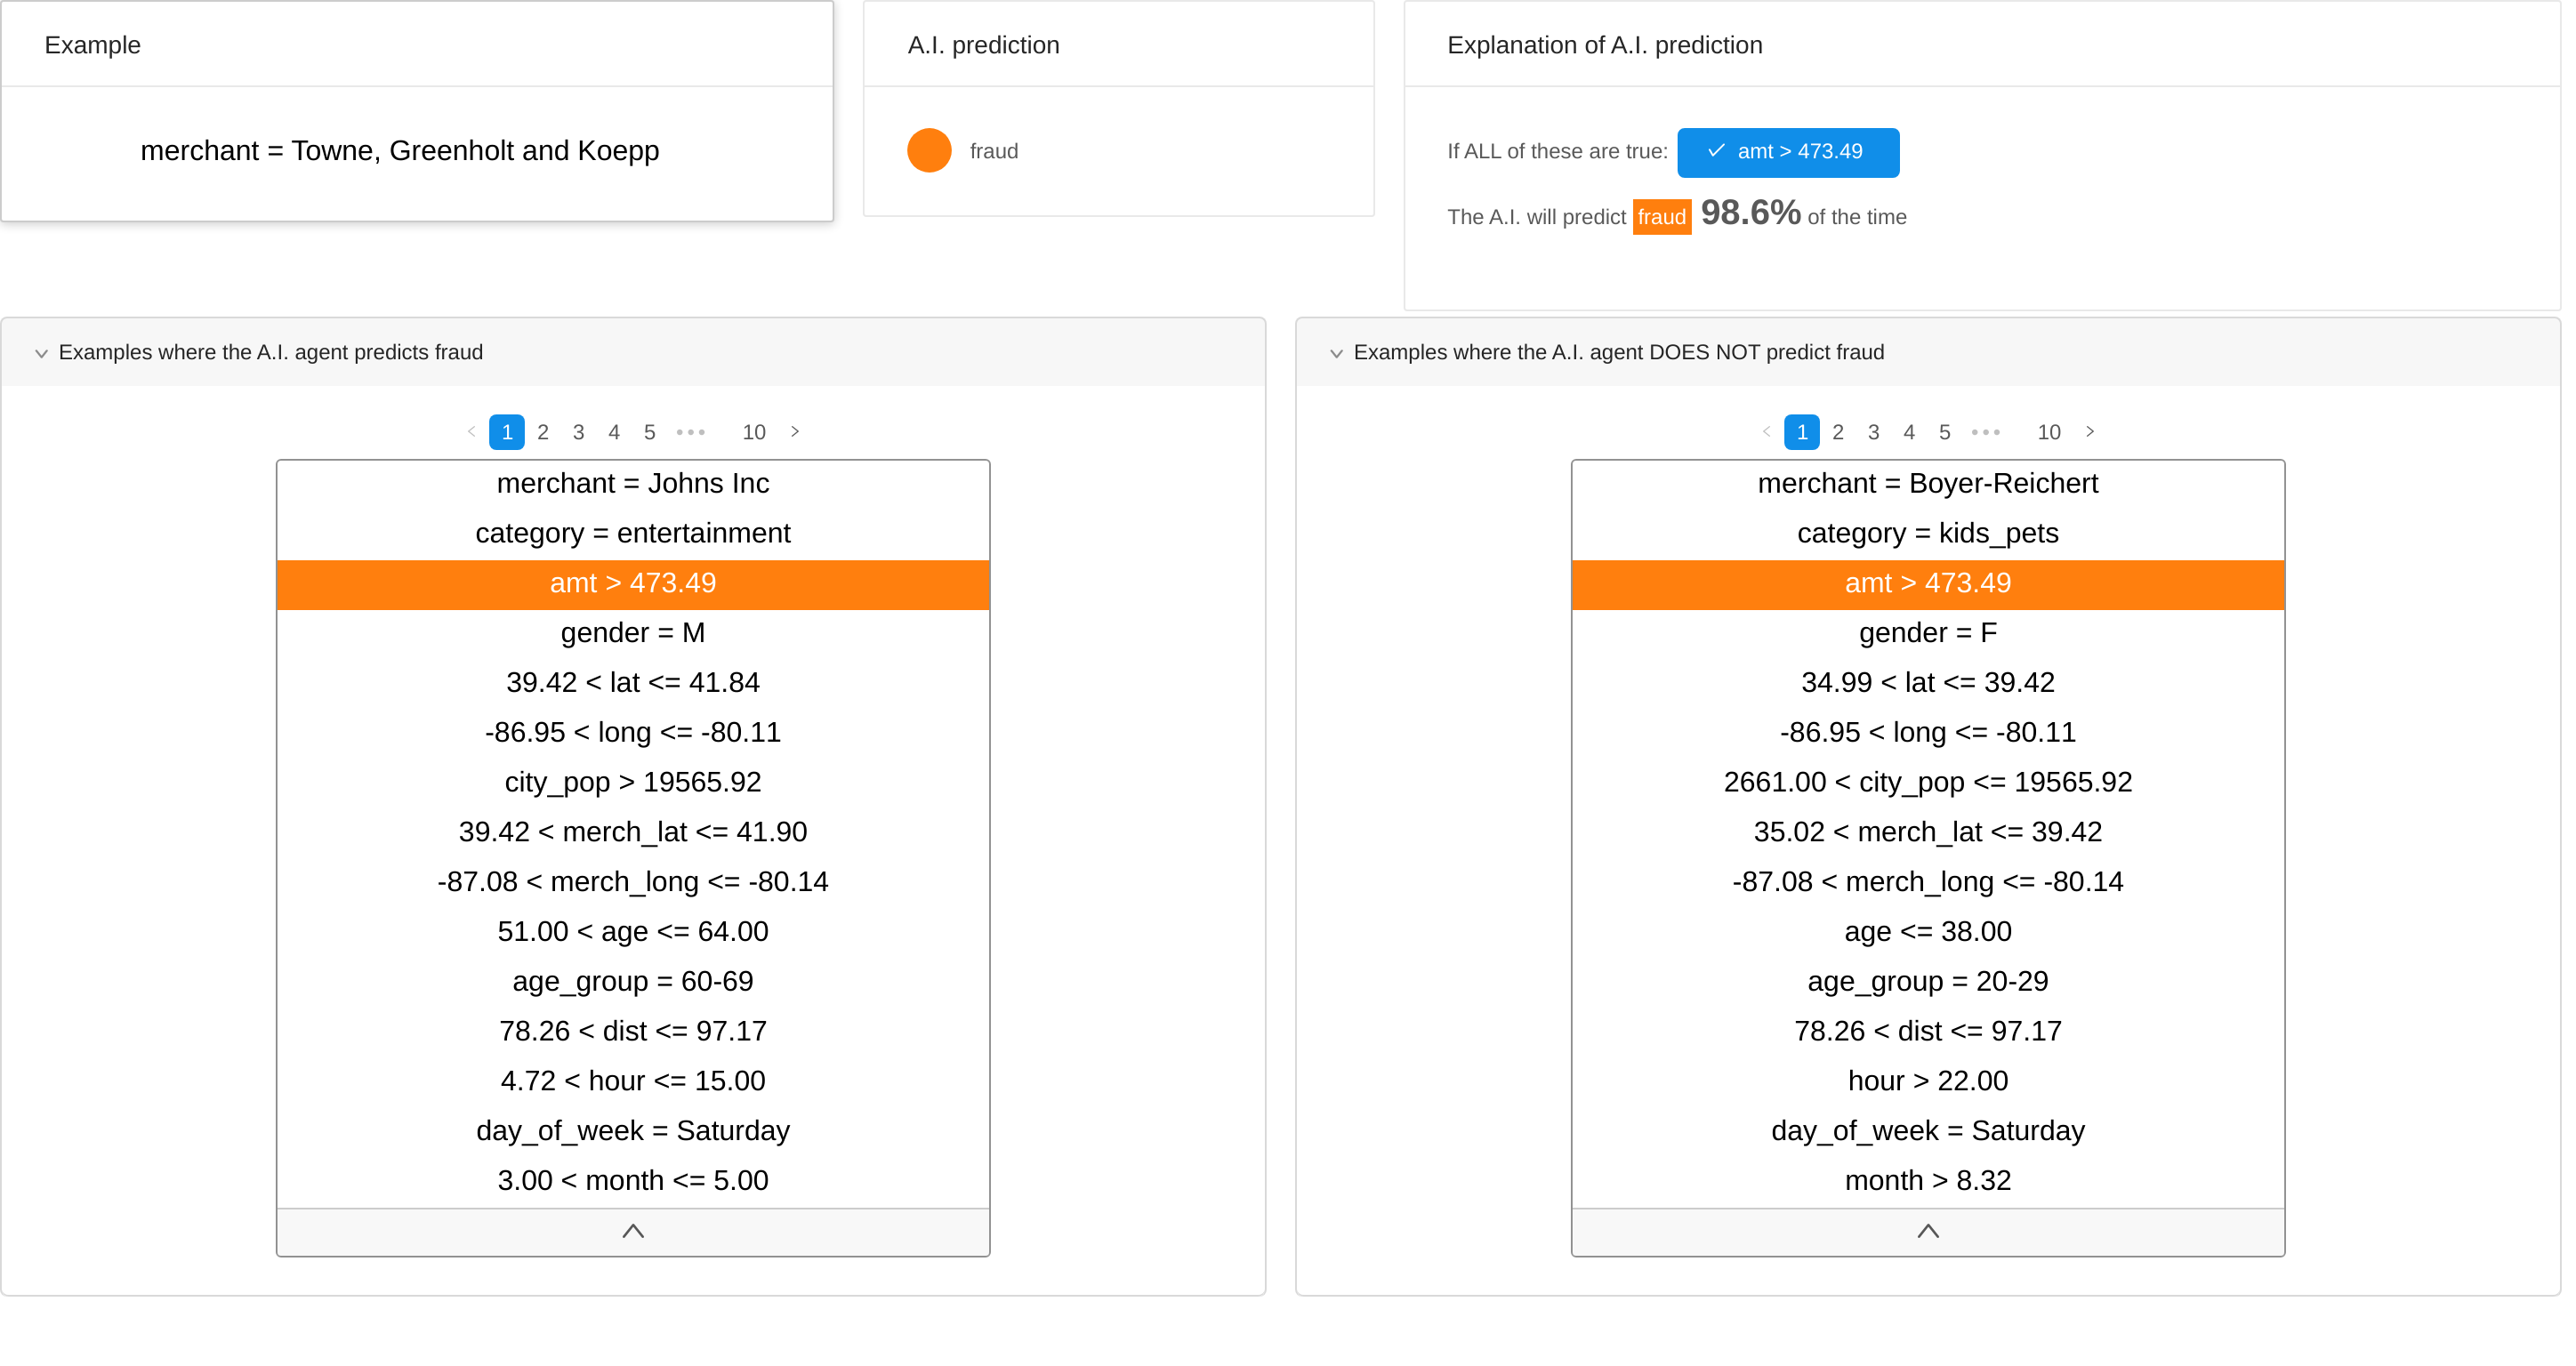 Example
merchant = Towne, Greenholt and Koepp
A.I. prediction
fraud
Explanation of A.I. prediction
If ALL of these are true: amt > 473.49
The A.I. will predict fraud 98.6% of the time
Examples where the A.I. agent predicts fraud
1 2 3 4 5 ••• 10
merchant = Johns Inc
category = entertainment
amt > 473.49
gender = M
39.42 < lat <= 41.84
-86.95 < long <= -80.11
city_pop > 19565.92
39.42 < merch_lat <= 41.90
-87.08 < merch_long <= -80.14
51.00 < age <= 64.00
age_group = 60-69
78.26 < dist <= 97.17
4.72 < hour <= 15.00
day_of_week = Saturday
3.00 < month <= 5.00
Examples where the A.I. agent DOES NOT predict fraud
1 2 3 4 5 ••• 10
merchant = Boyer-Reichert
category = kids_pets
amt > 473.49
gender = F
34.99 < lat <= 39.42
-86.95 < long <= -80.11
2661.00 < city_pop <= 19565.92
35.02 < merch_lat <= 39.42
-87.08 < merch_long <= -80.14
age <= 38.00
age_group = 20-29
78.26 < dist <= 97.17
hour > 22.00
day_of_week = Saturday
month > 8.32